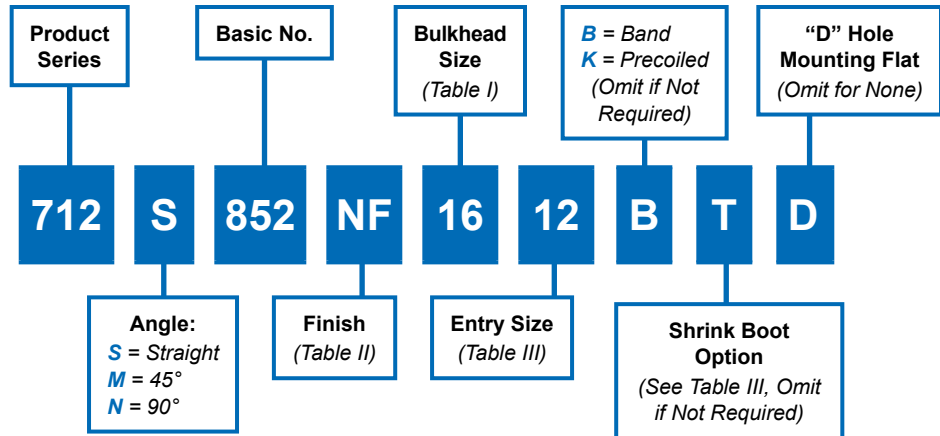 Product
Series
Basic No.
Bulkhead
Size
(Table I)
B = Band
K = Precoiled
(Omit if Not
Required)
“D” Hole
Mounting Flat
(Omit for None)
712 S 852 NF 16 12 B T D
Angle:
S = Straight
M = 45°
N = 90°
Finish
(Table II)
Entry Size
(Table III)
Shrink Boot
Option
(See Table III, Omit
if Not Required)